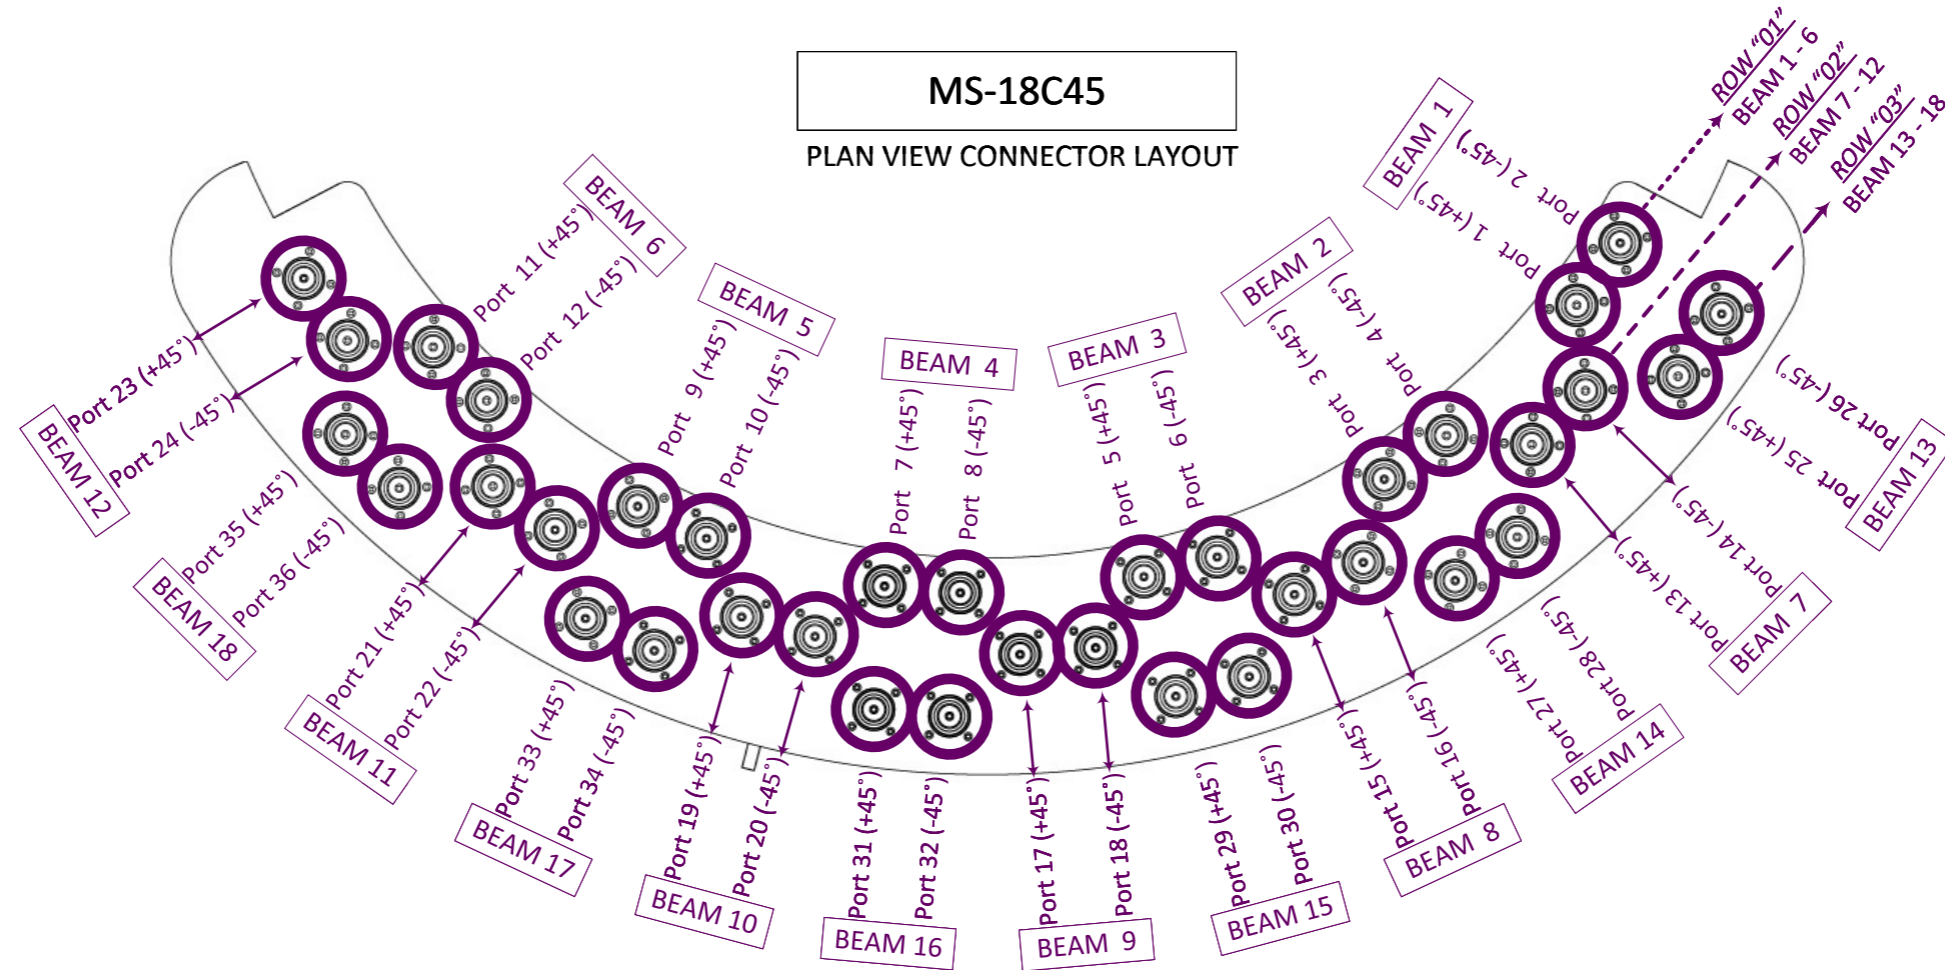 MS-18C45
PLAN VIEW CONNECTOR LAYOUT
ROW "01"
BEAM 1 - 6
ROW "02"
BEAM 7 - 12
ROW "03"
BEAM 13 - 18
BEAM 1
Port 2 (-45°)
Port 1 (+45°)
BEAM 2
Port 4 (-45°)
Port 3 (+45°)
BEAM 3
Port 5 (+45°)
Port 6 (-45°)
BEAM 4
Port 7 (+45°)
Port 8 (-45°)
BEAM 5
Port 9 (+45°)
Port 10 (-45°)
BEAM 6
Port 11 (+45°)
Port 12 (-45°)
Port 23 (+45°)
Port 24 (-45°)
BEAM 12
Port 35 (+45°)
Port 36 (-45°)
BEAM 18
Port 21 (+45°)
Port 22 (-45°)
BEAM 11
Port 33 (+45°)
Port 34 (-45°)
BEAM 17
Port 19 (+45°)
Port 20 (-45°)
BEAM 10
Port 31 (+45°)
Port 32 (-45°)
BEAM 16
Port 17 (+45°)
Port 18 (-45°)
BEAM 9
Port 29 (+45°)
Port 30 (-45°)
BEAM 15
Port 15 (+45°)
Port 16 (-45°)
BEAM 8
Port 27 (+45°)
Port 28 (-45°)
BEAM 14
Port 13 (+45°)
Port 14 (-45°)
BEAM 7
Port 25 (+45°)
Port 26 (-45°)
BEAM 13